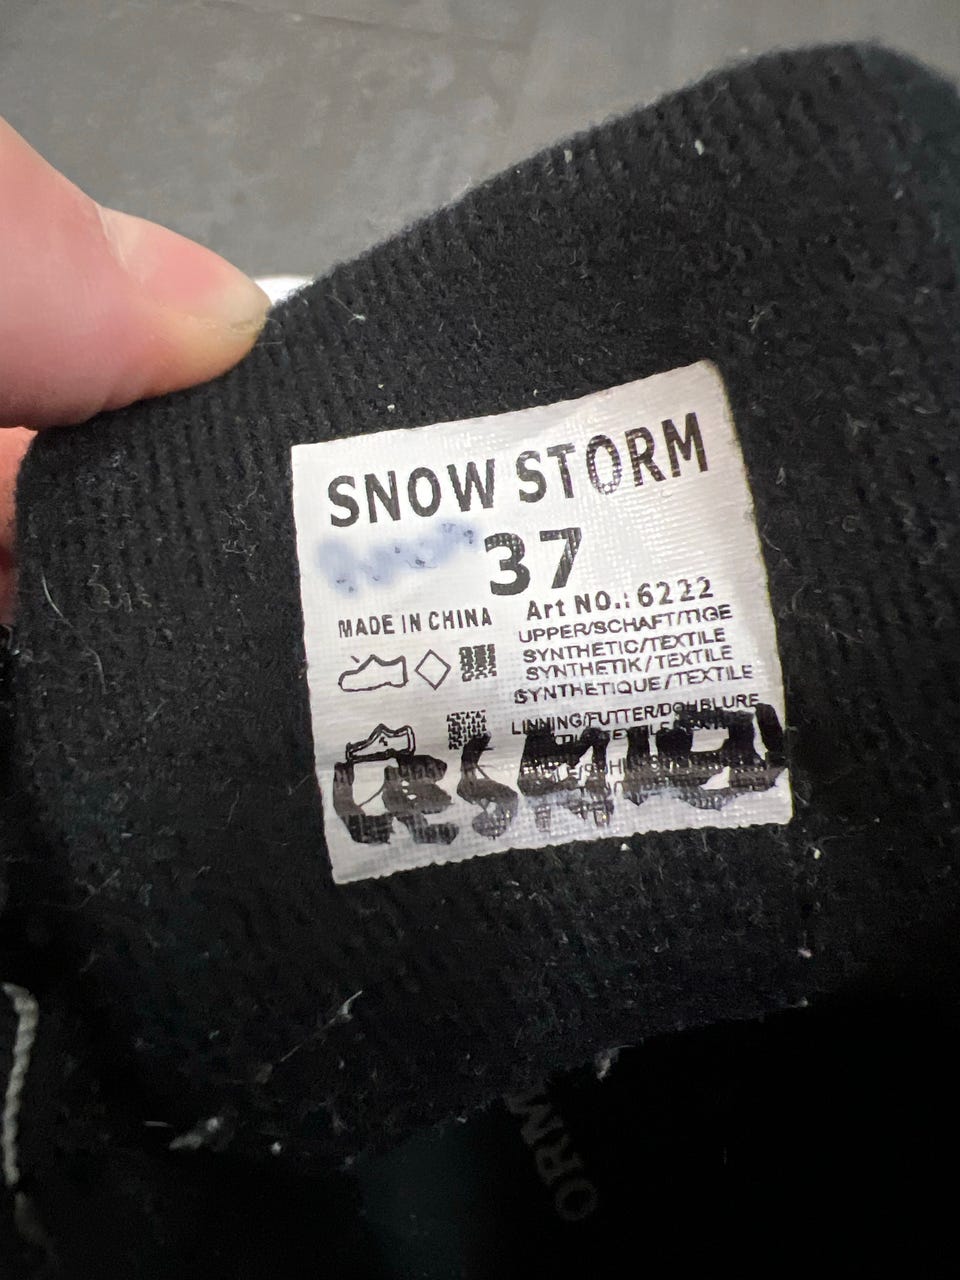 SNOW STORM
37
MADE IN CHINA
Art NO.: 6222
UPPER/SCHAFT/TIGE
SYNTHETIC/TEXTILE
SYNTHETIK/TEXTILE
SYNTHETIQUE/TEXTILE
LINNING/FUTTER/DOUBLURE
ORM